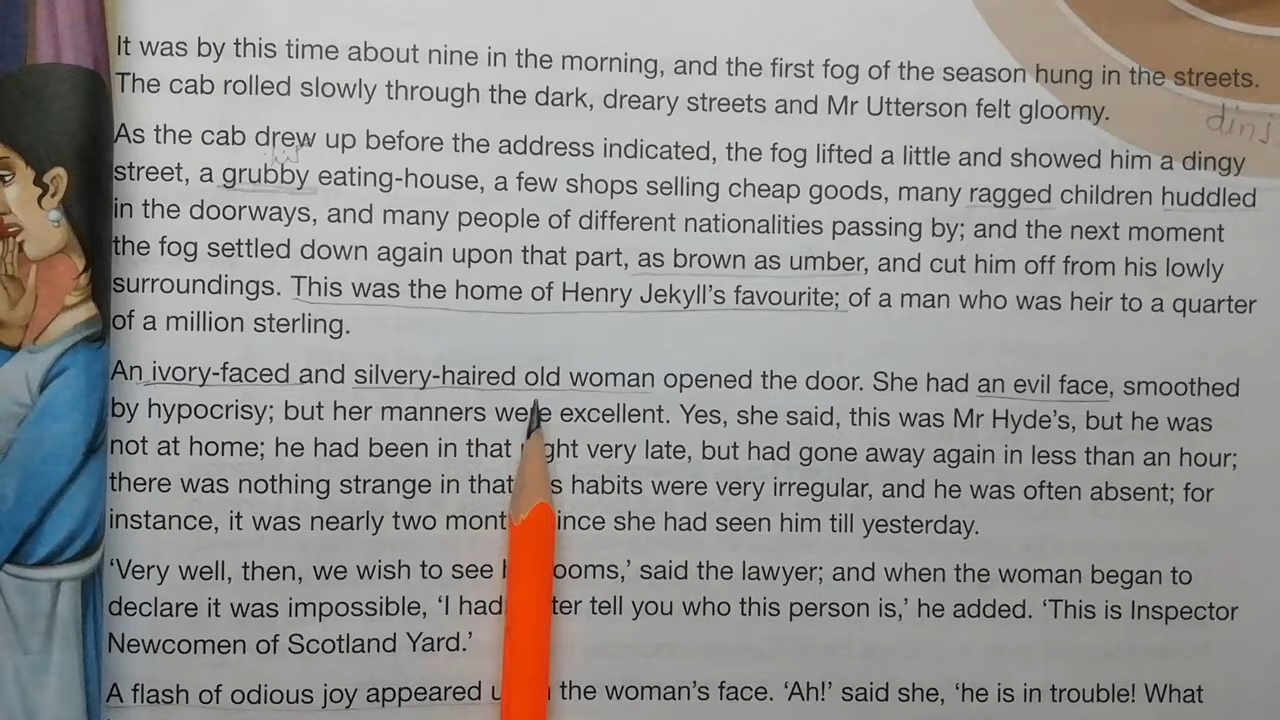 It was by this time about nine in the morning, and the first fog of the season hung in the streets.
The cab rolled slowly through the dark, dreary streets and Mr Utterson felt gloomy.
dinj
As the cab drew up before the address indicated, the fog lifted a little and showed him a dingy
street, a grubby eating-house, a few shops selling cheap goods, many ragged children huddled
in the doorways, and many people of different nationalities passing by; and the next moment
the fog settled down again upon that part, as brown as umber, and cut him off from his lowly
surroundings. This was the home of Henry Jekyll's favourite; of a man who was heir to a quarter
of a million sterling.
An ivory-faced and silvery-haired old woman opened the door. She had an evil face, smoothed
by hypocrisy; but her manners were excellent. Yes, she said, this was Mr Hyde's, but he was
not at home; he had been in that ght very late, but had gone away again in less than an hour;
there was nothing strange in that s habits were very irregular, and he was often absent; for
instance, it was nearly two mont ince she had seen him till yesterday.
'Very well, then, we wish to see ooms,' said the lawyer; and when the woman began to
declare it was impossible, 'I had ter tell you who this person is,' he added. 'This is Inspector
Newcomen of Scotland Yard.'
A flash of odious joy appeared the woman's face. 'Ah!' said she, 'he is in trouble! What